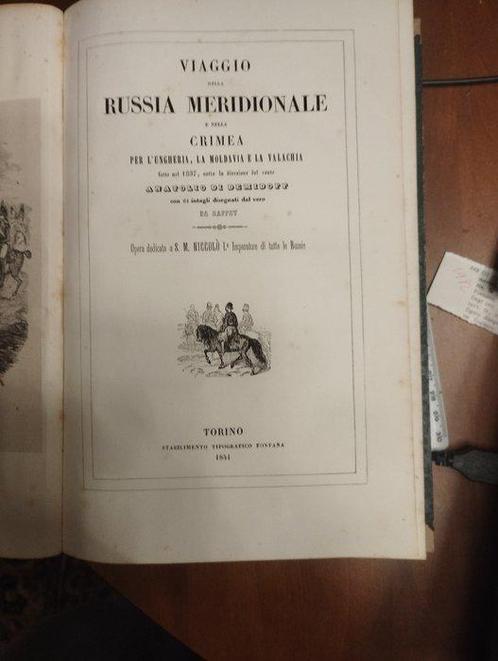 VIAGGIO
NELLA
RUSSIA MERIDIONALE
E NELLA
CRIMEA
PER L'UNGHERIA, LA MOLDAVIA E LA VALACHIA
fatto nel 1837, sotto la direzione del conte
ANATOLIO DI DEMIDOFF
con 64 intagli disegnati dal vero
DA RAFFET
Opera dedicata a S. M. NICCOLÒ I.º Imperatore di tutte le Russie
TORINO
STABILIMENTO TIPOGRAFICO FONTANA
1841